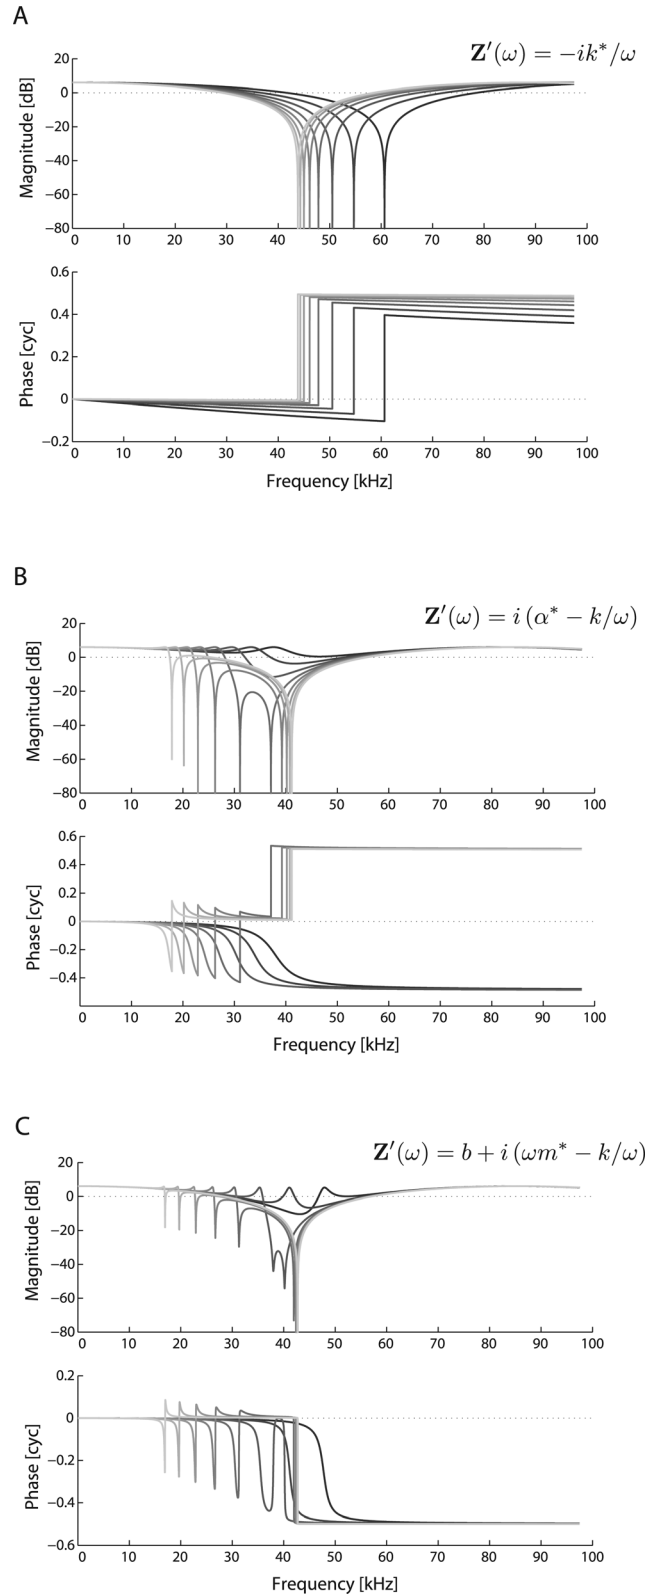 A
Z′(ω) = −ik*/ω
Magnitude [dB]
20
0
−20
−40
−60
−80
0 10 20 30 40 50 60 70 80 90 100
Phase [cyc]
0.6
0.4
0.2
0
−0.2
0 10 20 30 40 50 60 70 80 90 100
Frequency [kHz]
B
Z′(ω) = i(α* − k/ω)
Magnitude [dB]
20
0
−20
−40
−60
−80
0 10 20 30 40 50 60 70 80 90 100
Phase [cyc]
0.6
0.4
0.2
0
−0.2
−0.4
0 10 20 30 40 50 60 70 80 90 100
Frequency [kHz]
C
Z′(ω) = b + i(ωm* − k/ω)
Magnitude [dB]
20
0
−20
−40
−60
−80
0 10 20 30 40 50 60 70 80 90 100
Phase [cyc]
0.2
0
−0.2
−0.4
−0.6
0 10 20 30 40 50 60 70 80 90 100
Frequency [kHz]